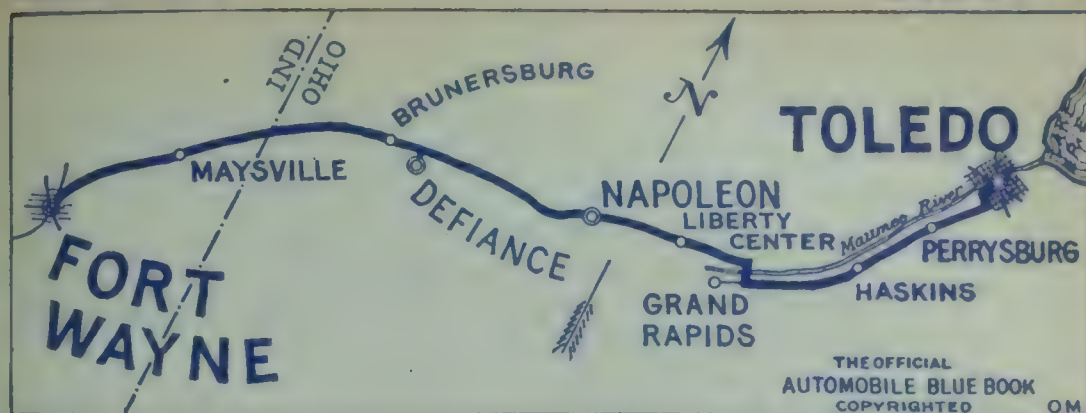 IND.
OHIO
BRUNERSBURG
N
TOLEDO
MAYSVILLE
DEFIANCE
NAPOLEON
LIBERTY
CENTER
Maumee River
PERRYSBURG
FORT
WAYNE
GRAND
RAPIDS
HASKINS
THE OFFICIAL
AUTOMOBILE BLUE BOOK
COPYRIGHTED
OM